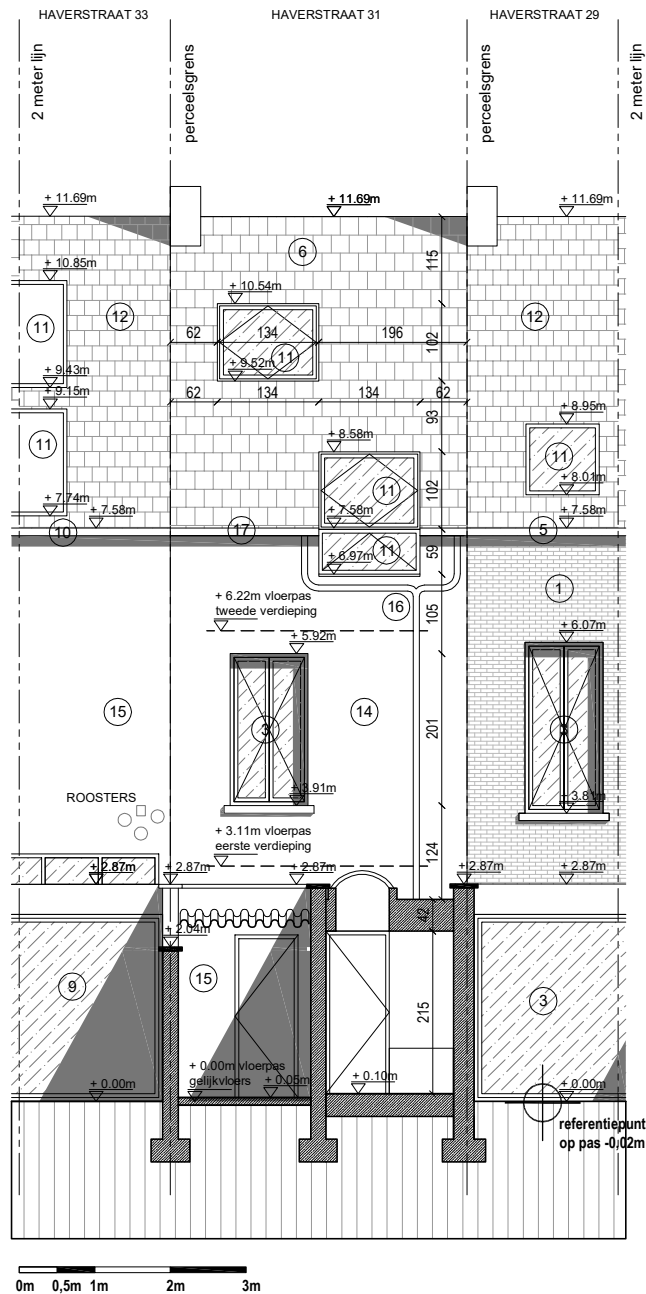 HAVERSTRAAT 33
HAVERSTRAAT 31
HAVERSTRAAT 29
2 meter lijn
perceelsgrens
perceelsgrens
2 meter lijn
+ 11.69m
+ 11.69m
+ 11.69m
6
115
+ 10.85m
+ 10.54m
12
12
11
62
134
196
11
102
+ 9.52m
+ 9.43m
+ 9.15m
62
134
134
62
93
+ 8.95m
11
+ 8.58m
11
11
102
+ 8.01m
+ 7.74m
+ 7.58m
+ 7.58m
+ 7.58m
10
17
5
11
59
+ 6.97m
1
16
+ 6.22m vloerpas
tweede verdieping
105
+ 6.07m
+ 5.92m
15
3
14
201
3
ROOSTERS
+ 3.91m
+ 3.81m
+ 3.11m vloerpas
eerste verdieping
124
+ 2.87m
+ 2.87m
+ 2.87m
+ 2.87m
+ 2.87m
42
+ 2.04m
9
15
215
3
+ 0.00m vloerpas
gelijkvloers
+ 0.00m
+ 0.05m
+ 0.10m
+ 0.00m
referentiepunt
op pas -0,02m
0m
0,5m
1m
2m
3m